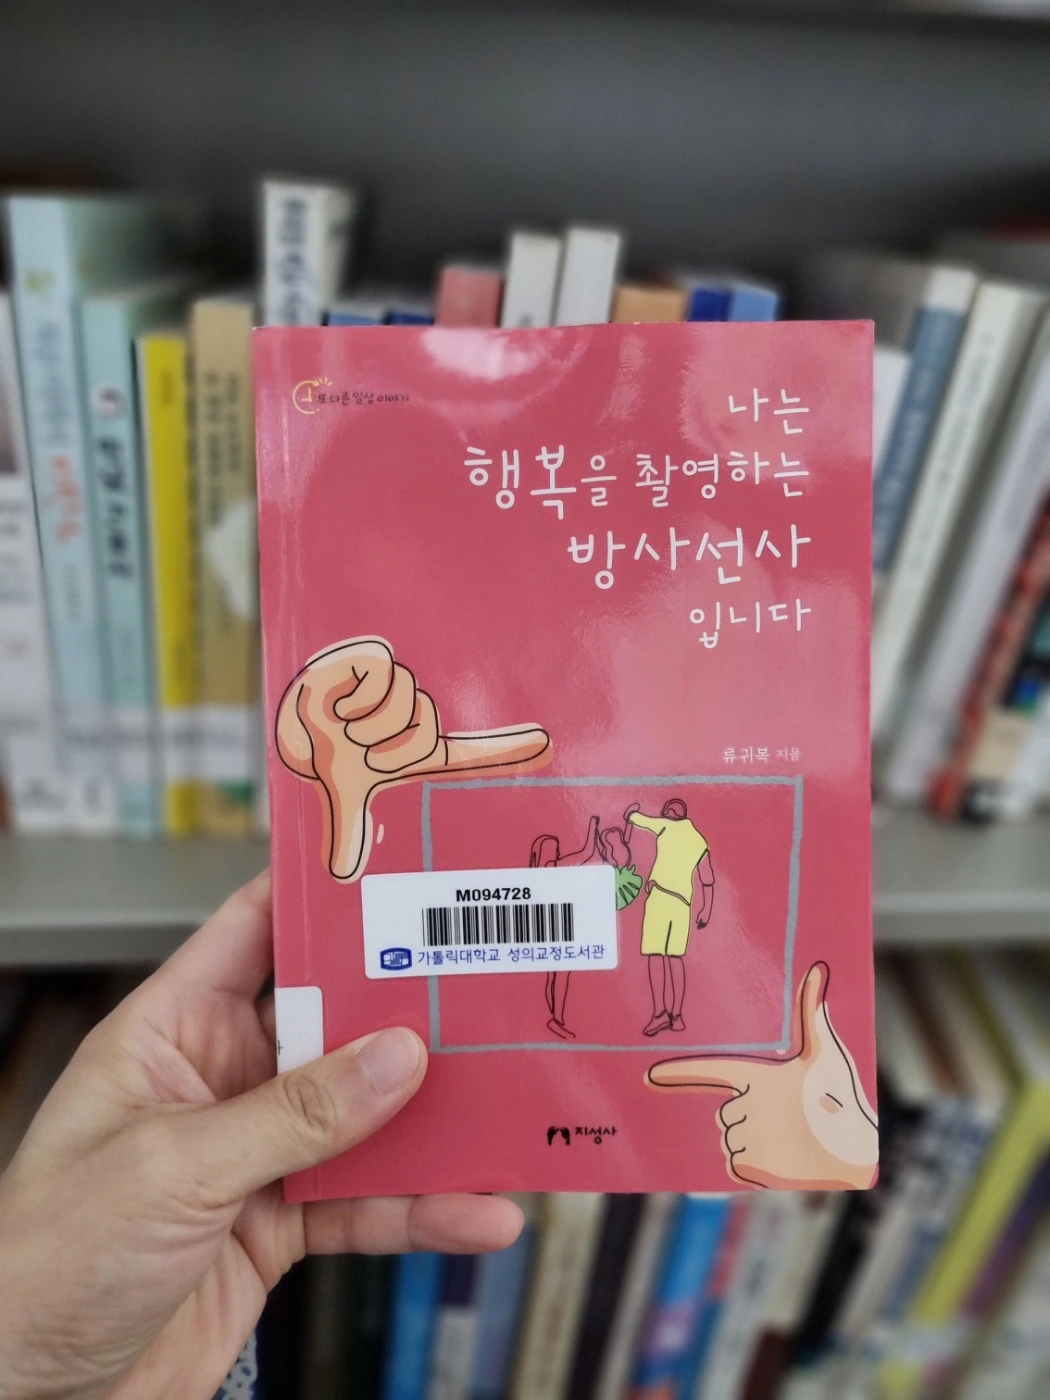 또 다른 일상 이야기
나는
행복을 촬영하는
방사선사
입니다
류귀복 지음
M094728
가톨릭대학교 성의교정도서관
지성사